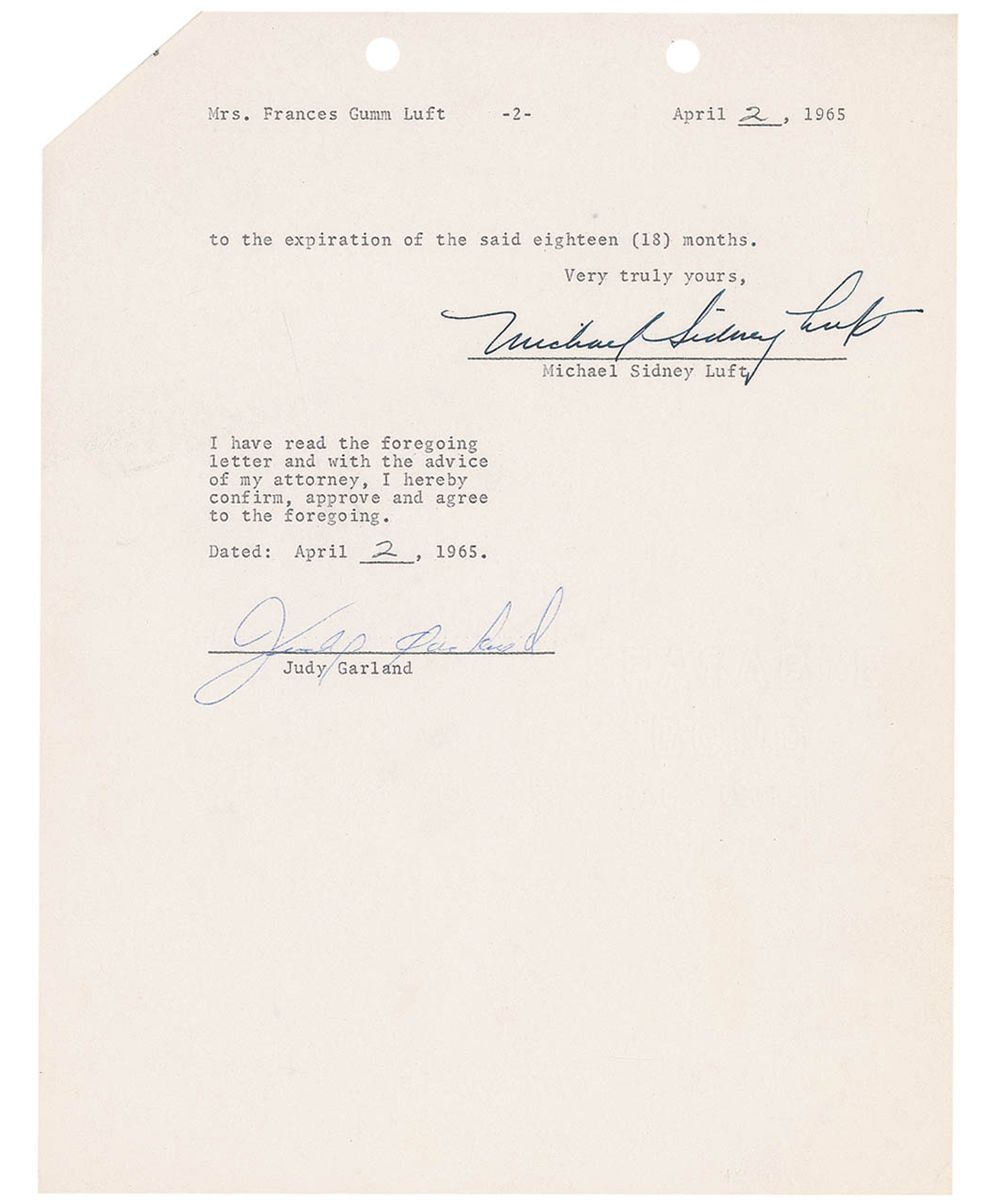 Mrs. Frances Gumm Luft -2- April 2, 1965
to the expiration of the said eighteen (18) months.
Very truly yours,
Michael Sidney Luft
Michael Sidney Luft
I have read the foregoing
letter and with the advice
of my attorney, I hereby
confirm, approve and agree
to the foregoing.
Dated: April 2, 1965.
Judy Garland
Judy Garland